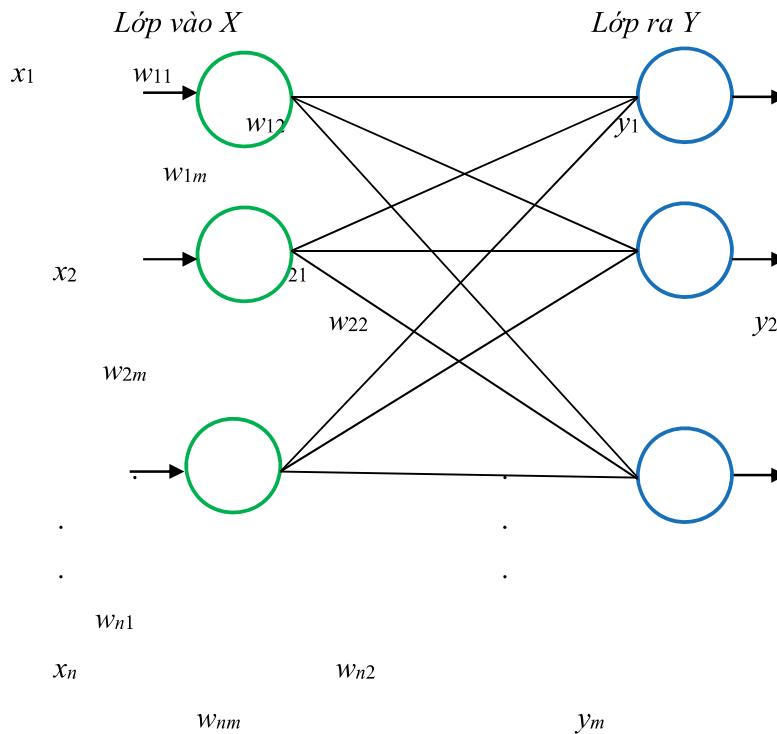 Lớp vào X Lớp ra Y
x1 w11
w12 y1
w1m
x2 21
w22 y2
w2m
.
.
. .
. .
wn1
xn wn2
wnm ym